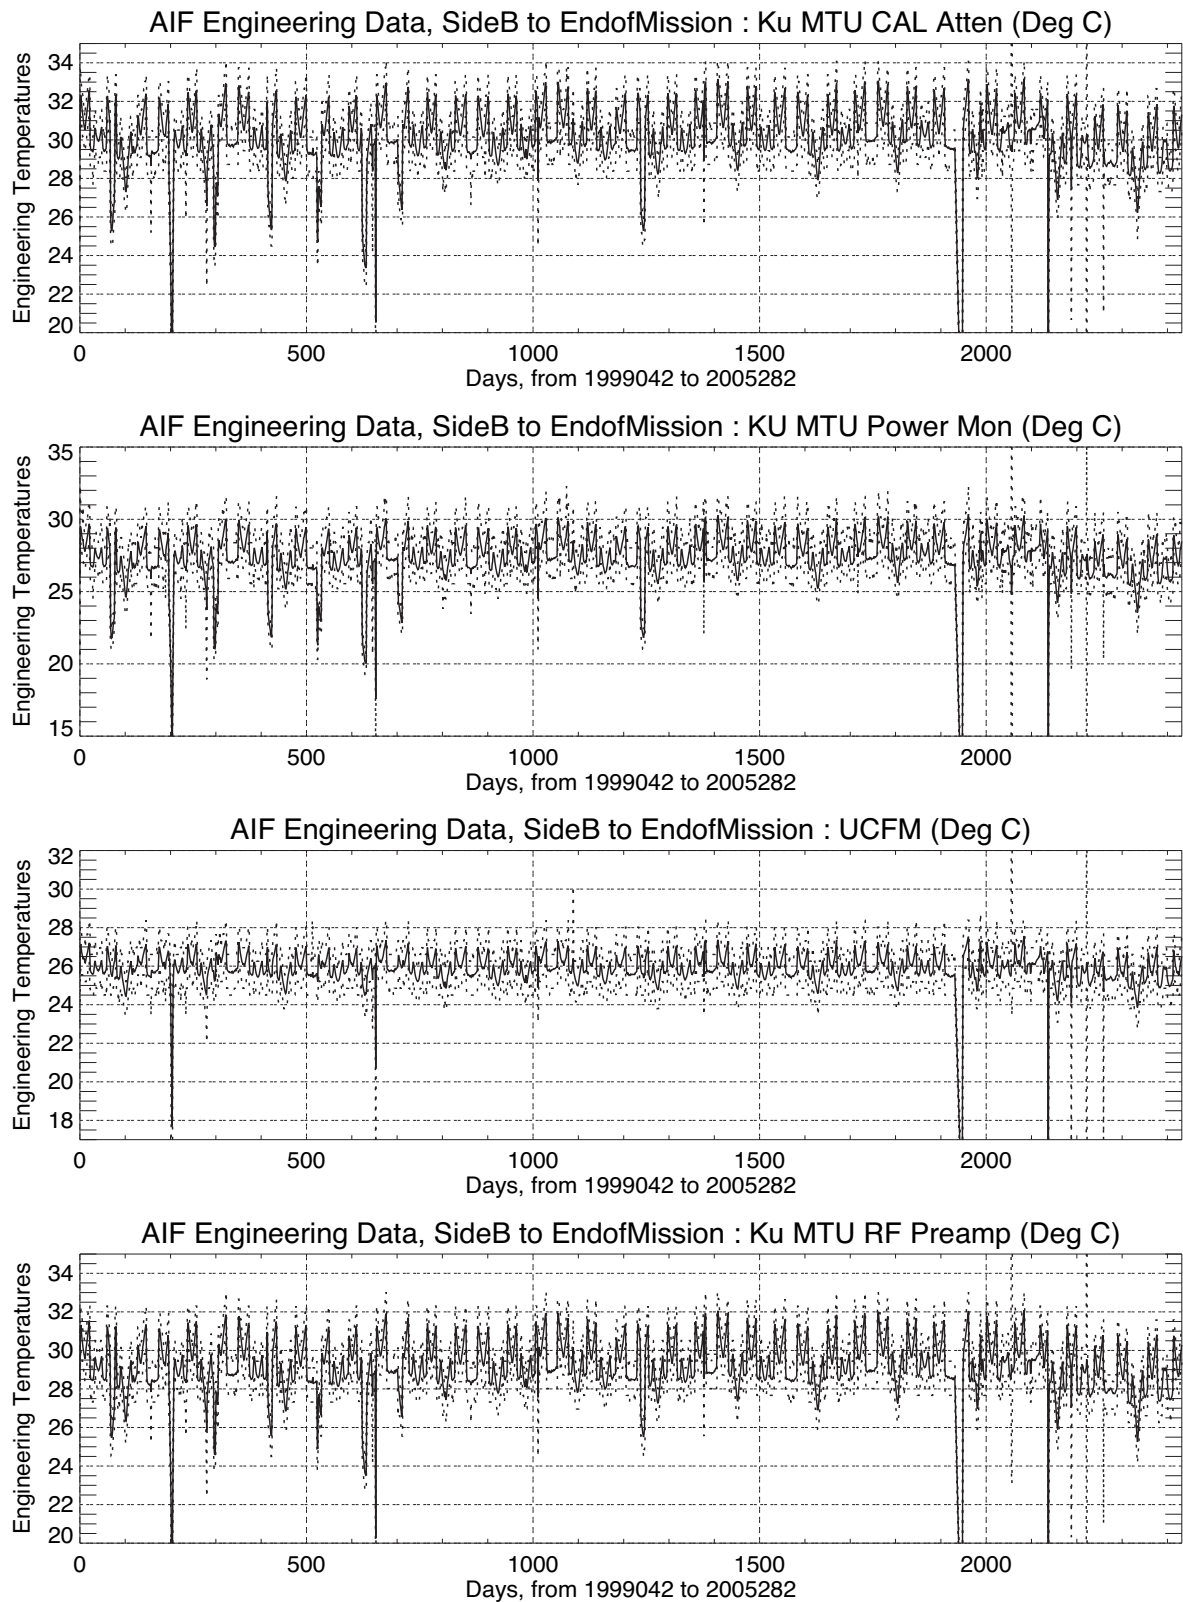 AIF Engineering Data, SideB to EndofMission : Ku MTU CAL Atten (Deg C)
Engineering Temperatures
34
32
30
28
26
24
22
20
0 500 1000 1500 2000
Days, from 1999042 to 2005282
AIF Engineering Data, SideB to EndofMission : KU MTU Power Mon (Deg C)
Engineering Temperatures
35
30
25
20
15
0 500 1000 1500 2000
Days, from 1999042 to 2005282
AIF Engineering Data, SideB to EndofMission : UCFM (Deg C)
Engineering Temperatures
32
30
28
26
24
22
20
18
0 500 1000 1500 2000
Days, from 1999042 to 2005282
AIF Engineering Data, SideB to EndofMission : Ku MTU RF Preamp (Deg C)
Engineering Temperatures
34
32
30
28
26
24
22
20
0 500 1000 1500 2000
Days, from 1999042 to 2005282